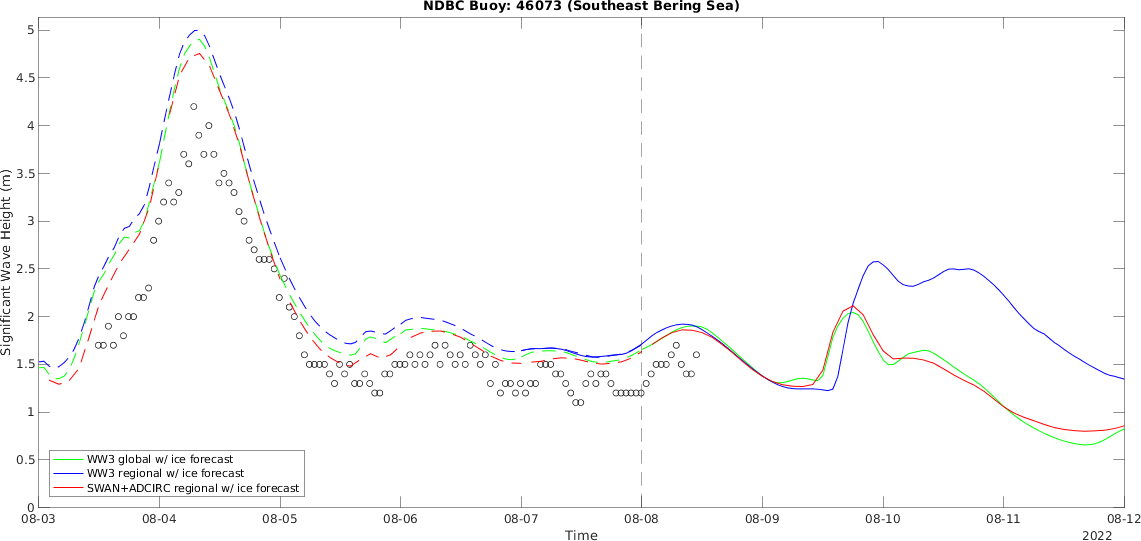 NDBC Buoy: 46073 (Southeast Bering Sea)
Significant Wave Height (m)
5
4.5
4
3.5
3
2.5
2
1.5
1
0.5
0
WW3 global w/ ice forecast
WW3 regional w/ ice forecast
SWAN+ADCIRC regional w/ ice forecast
08-03 08-04 08-05 08-06 08-07 08-08 08-09 08-10 08-11 08-12
Time
2022